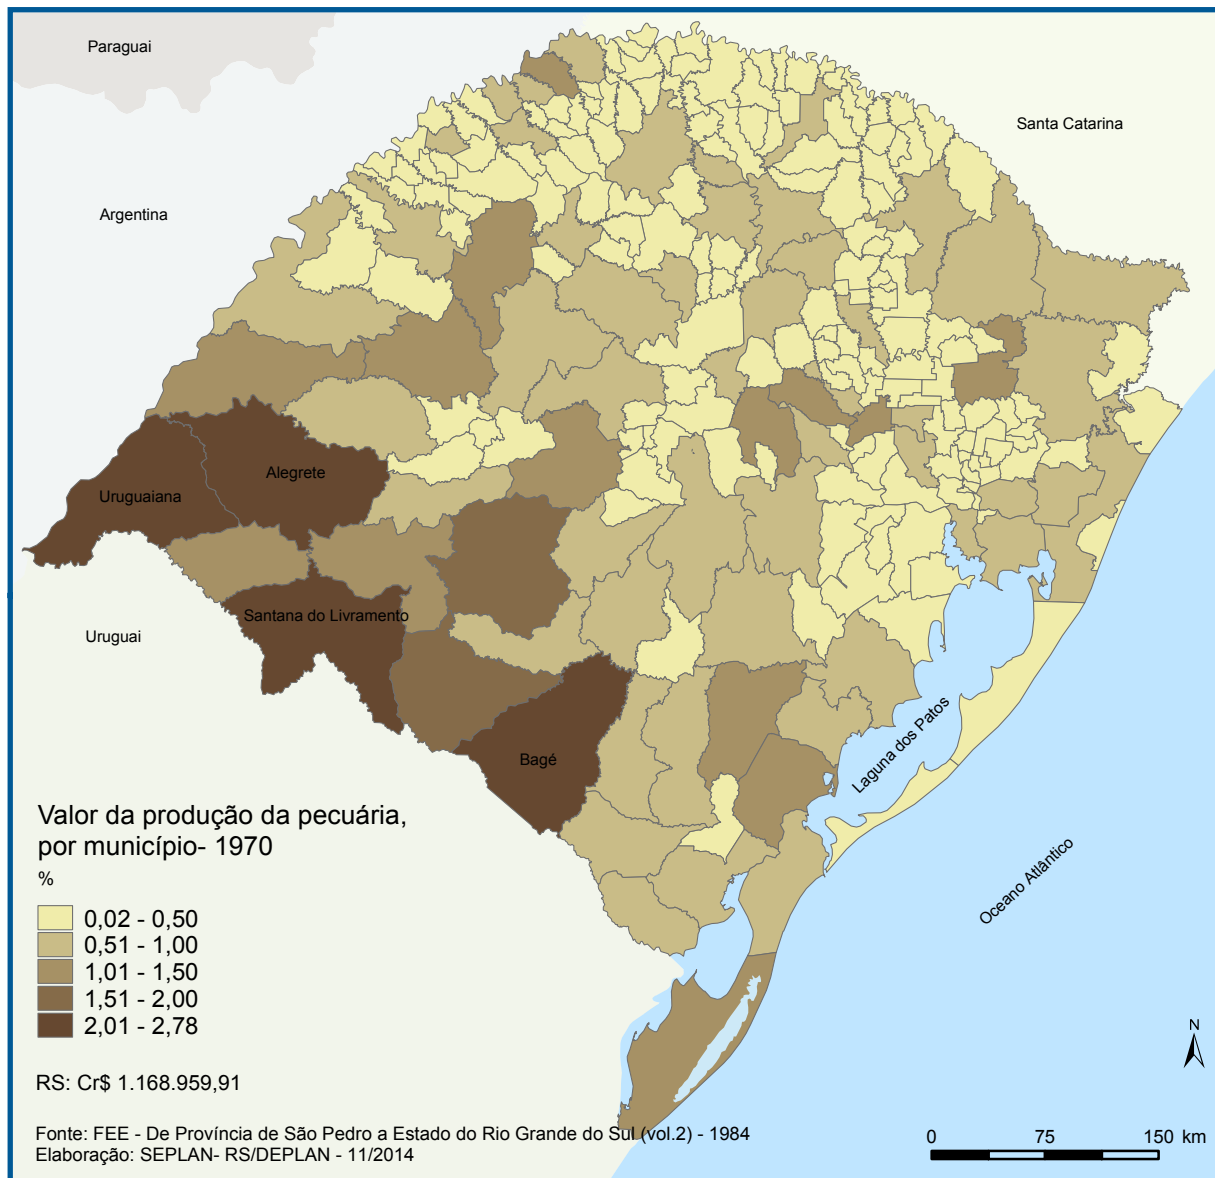 Paraguai
Santa Catarina
Argentina
Alegrete
Uruguaiana
Santana do Livramento
Uruguai
Bagé
Laguna dos Patos
Oceano Atlântico
Valor da produção da pecuária,
por município- 1970
%
0,02 - 0,50
0,51 - 1,00
1,01 - 1,50
1,51 - 2,00
2,01 - 2,78
RS: Cr$ 1.168.959,91
Fonte: FEE - De Província de São Pedro a Estado do Rio Grande do Sul (vol.2) - 1984
Elaboração: SEPLAN- RS/DEPLAN - 11/2014
N
0 75 150 km